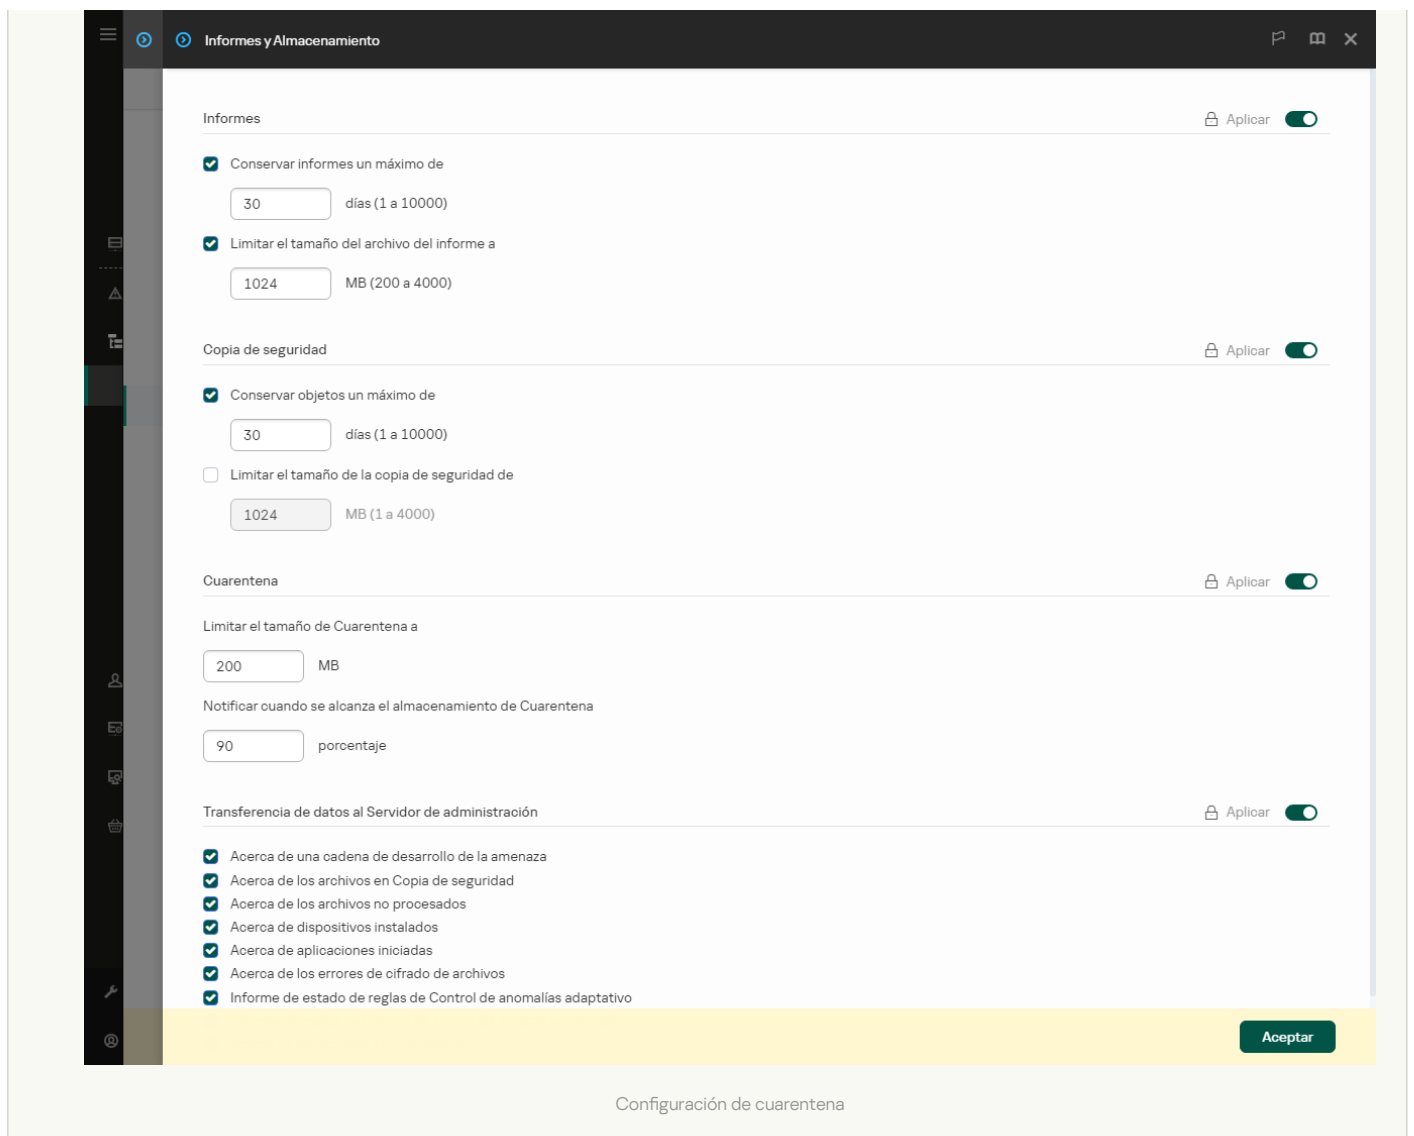 Informes y Almacenamiento
Informes
Aplicar
Conservar informes un máximo de
30 días (1 a 10000)
Limitar el tamaño del archivo del informe a
1024 MB (200 a 4000)
Copia de seguridad
Aplicar
Conservar objetos un máximo de
30 días (1 a 10000)
Limitar el tamaño de la copia de seguridad de
1024 MB (1 a 4000)
Cuarentena
Aplicar
Limitar el tamaño de Cuarentena a
200 MB
Notificar cuando se alcanza el almacenamiento de Cuarentena
90 porcentaje
Transferencia de datos al Servidor de administración
Aplicar
Acerca de una cadena de desarrollo de la amenaza
Acerca de los archivos en Copia de seguridad
Acerca de los archivos no procesados
Acerca de dispositivos instalados
Acerca de aplicaciones iniciadas
Acerca de los errores de cifrado de archivos
Informe de estado de reglas de Control de anomalías adaptativo
Aceptar
Configuración de cuarentena